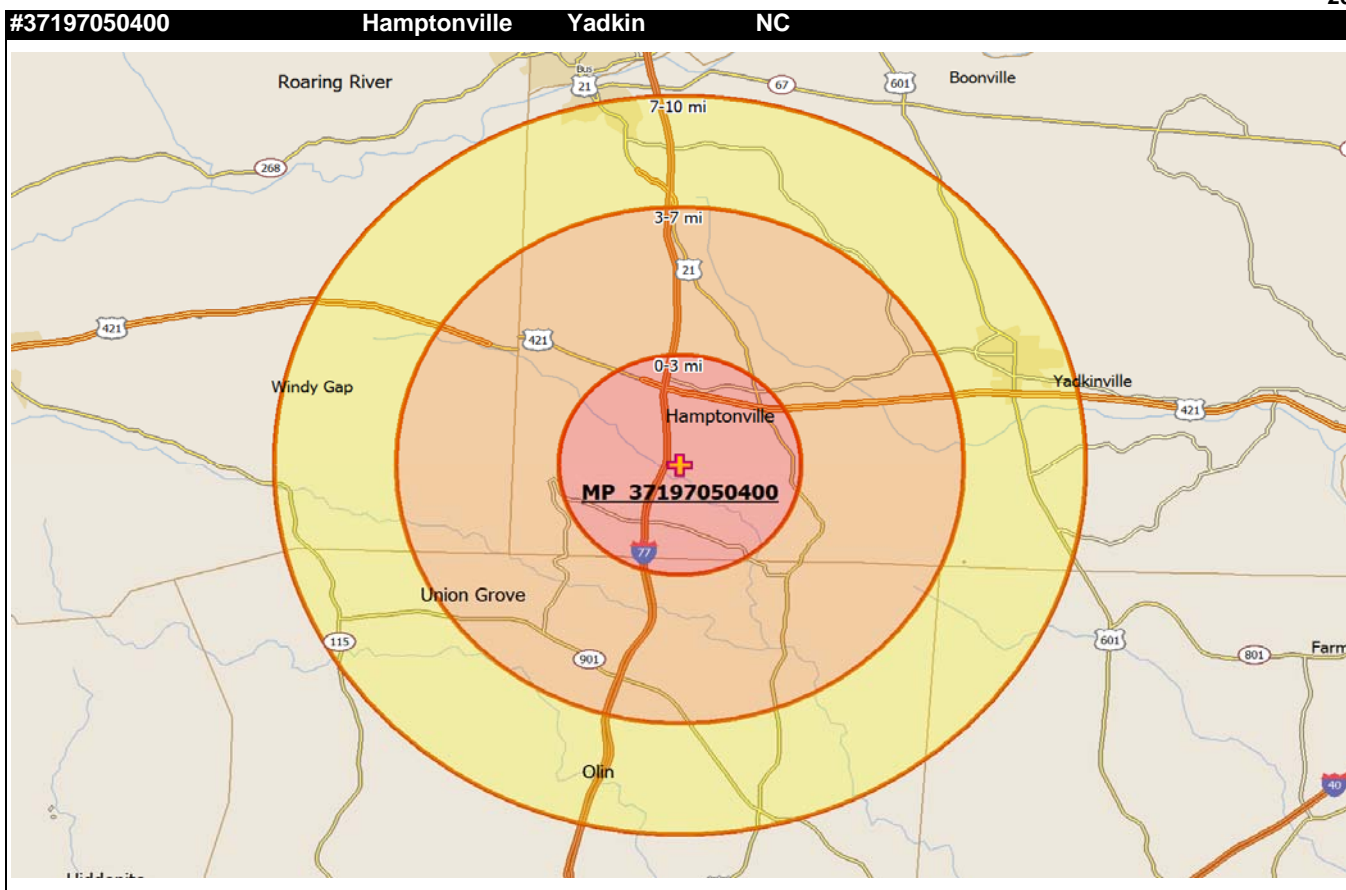 #37197050400 Hamptonville Yadkin NC
Roaring River
Bus
21
67
601
Boonville
7-10 mi
268
3-7 mi
21
421
421
0-3 mi
Windy Gap
Yadkinville
421
Hamptonville
MP 37197050400
77
Union Grove
115
901
601
801
Farm
Olin
40